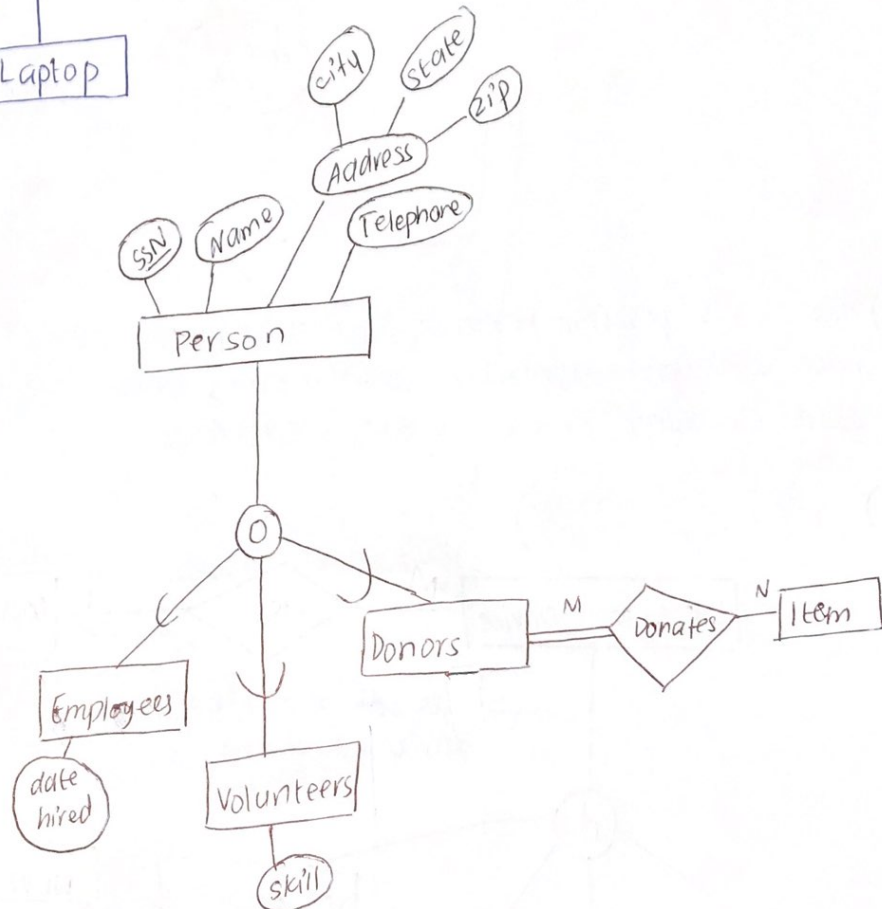 Laptop
city
state
zip
Address
SSN
Name
Telephone
Person
O
Employees
date
hired
Volunteers
skill
Donors
M
Donates
N
Item